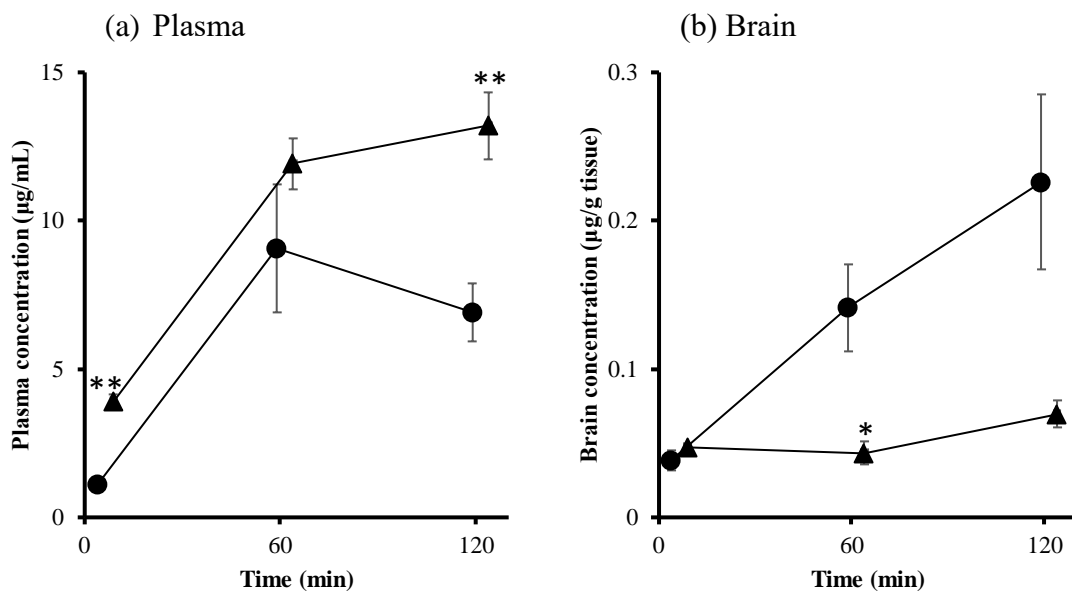 (a) Plasma
Plasma concentration (µg/mL)
15
10
5
0
**
**
0
60
120
Time (min)
(b) Brain
Brain concentration (µg/g tissue)
0.3
0.2
0.1
0
*
0
60
120
Time (min)